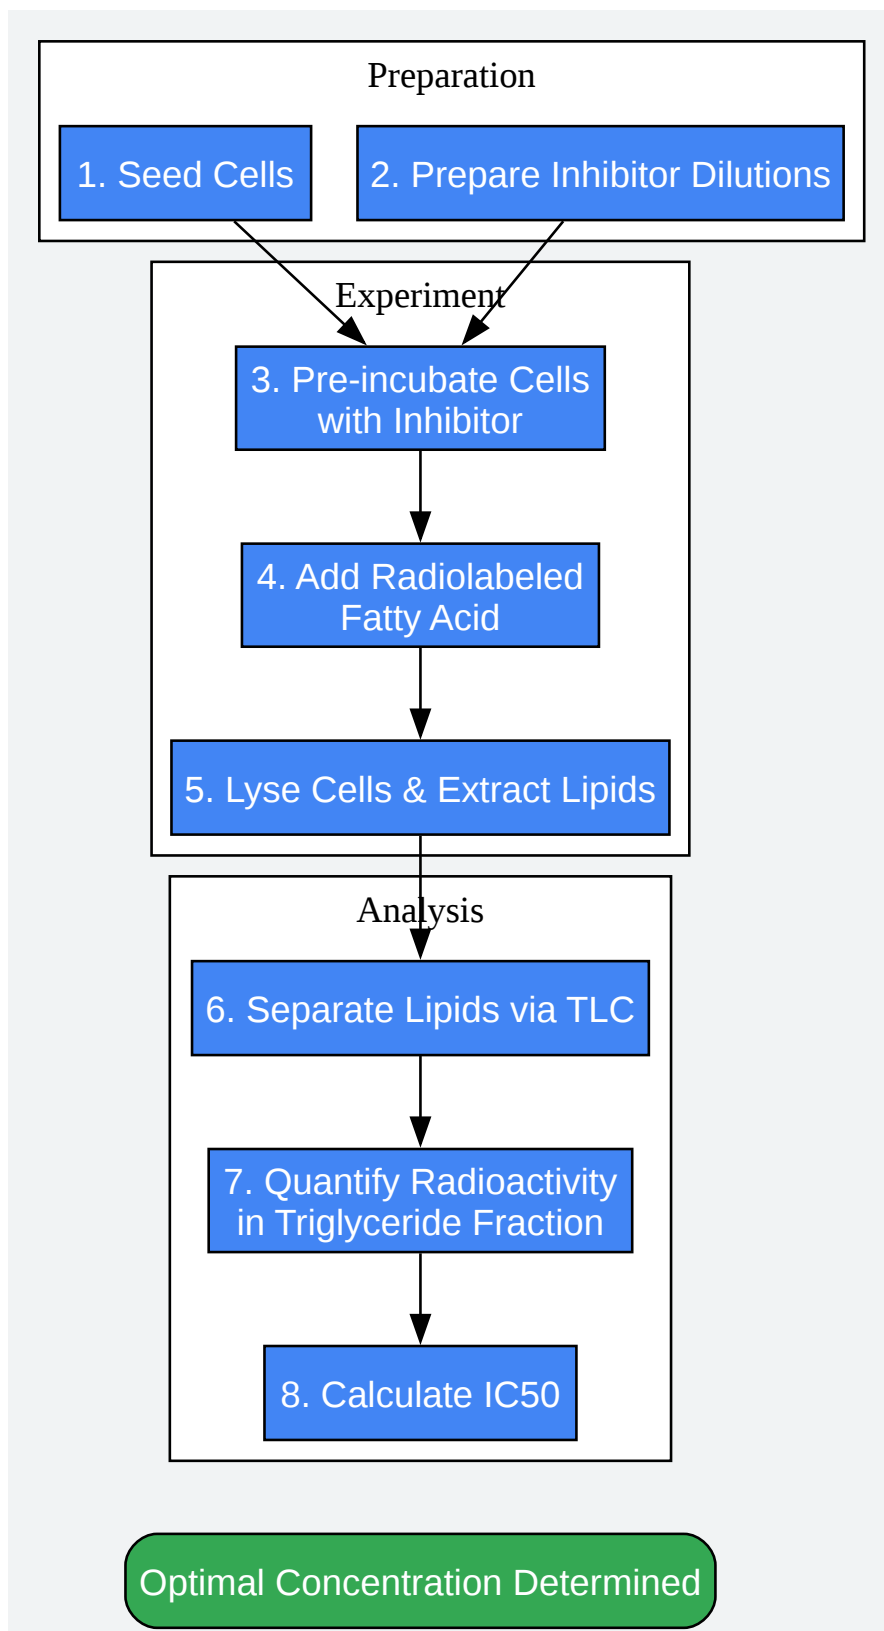 Preparation
1. Seed Cells
2. Prepare Inhibitor Dilutions
Experiment
3. Pre-incubate Cells
with Inhibitor
4. Add Radiolabeled
Fatty Acid
5. Lyse Cells & Extract Lipids
Analysis
6. Separate Lipids via TLC
7. Quantify Radioactivity
in Triglyceride Fraction
8. Calculate IC50
Optimal Concentration Determined